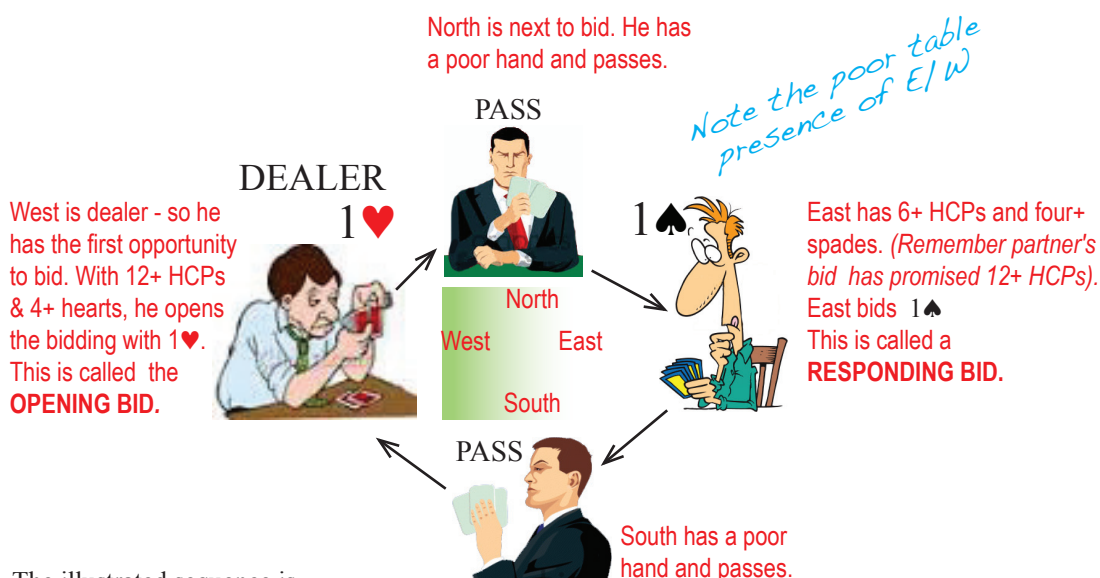 North is next to bid. He has
a poor hand and passes.
Note the poor table
presence of E/W
PASS
DEALER
1♥
West is dealer - so he
has the first opportunity
to bid. With 12+ HCPs
& 4+ hearts, he opens
the bidding with 1♥.
This is called the
OPENING BID.
1♠
East has 6+ HCPs and four+
spades. (Remember partner's
bid has promised 12+ HCPs).
East bids 1♠
This is called a
RESPONDING BID.
North
West East
South
PASS
South has a poor
hand and passes.
The illustrated sequence is